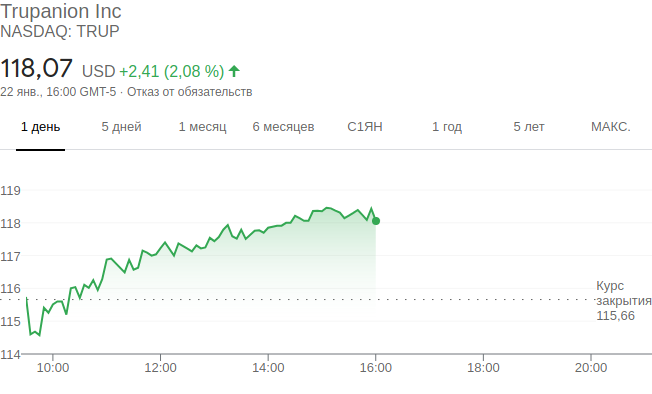 Trupanion Inc
NASDAQ: TRUP
118,07 USD +2,41 (2,08 %)
22 янв., 16:00 GMT-5 · Отказ от обязательств
1 день 5 дней 1 месяц 6 месяцев С1ЯН 1 год 5 лет МАКС.
119
118
117
116
115
114
Курс
закрытия
115,66
10:00 12:00 14:00 16:00 18:00 20:00